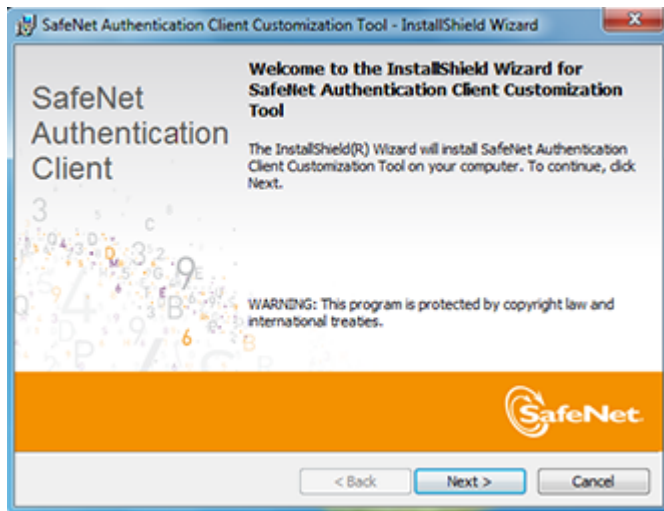 SafeNet Authentication Client Customization Tool - InstallShield Wizard
SafeNet
Authentication
Client
Welcome to the InstallShield Wizard for
SafeNet Authentication Client Customization
Tool
The InstallShield(R) Wizard will install SafeNet Authentication
Client Customization Tool on your computer. To continue, click
Next.
WARNING: This program is protected by copyright law and
international treaties.
SafeNet.
< Back
Next >
Cancel